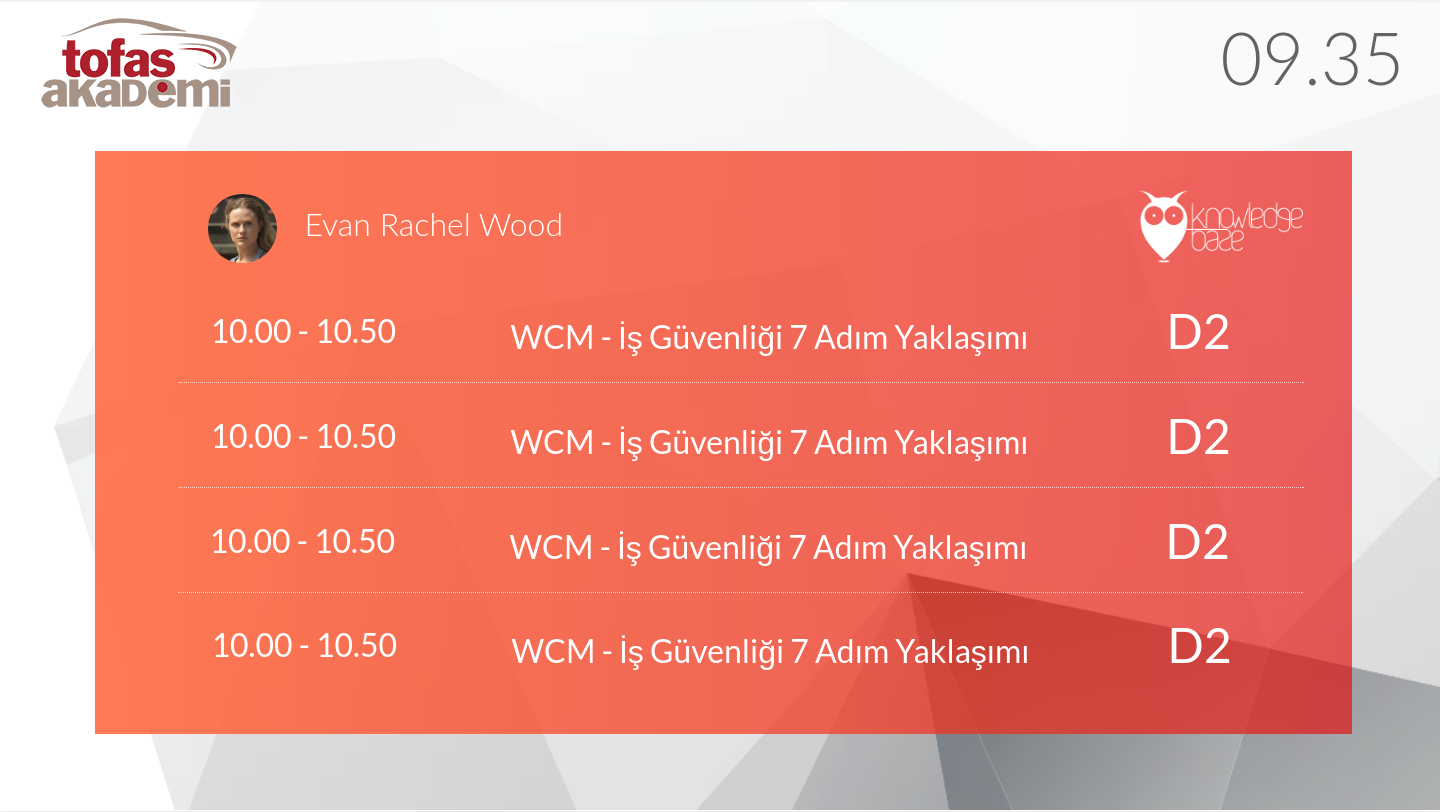 tofas
akademi
09.35
Evan Rachel Wood
knowledge
baze
10.00 - 10.50 WCM - İş Güvenliği 7 Adım Yaklaşımı D2
10.00 - 10.50 WCM - İş Güvenliği 7 Adım Yaklaşımı D2
10.00 - 10.50 WCM - İş Güvenliği 7 Adım Yaklaşımı D2
10.00 - 10.50 WCM - İş Güvenliği 7 Adım Yaklaşımı D2